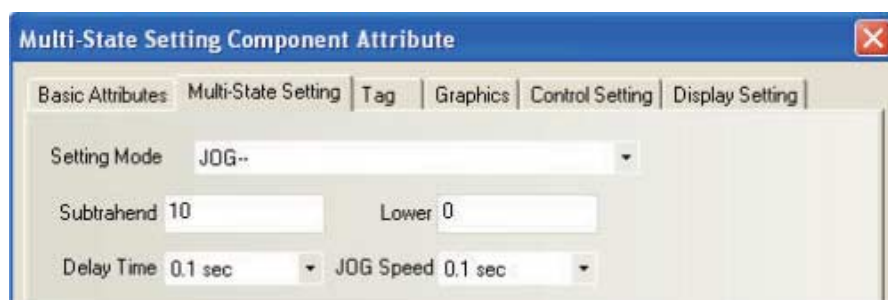 Multi-State Setting Component Attribute
Basic Attributes Multi-State Setting Tag Graphics Control Setting Display Setting
Setting Mode JOG--
Subtrahend 10 Lower 0
Delay Time 0.1 sec JOG Speed 0.1 sec